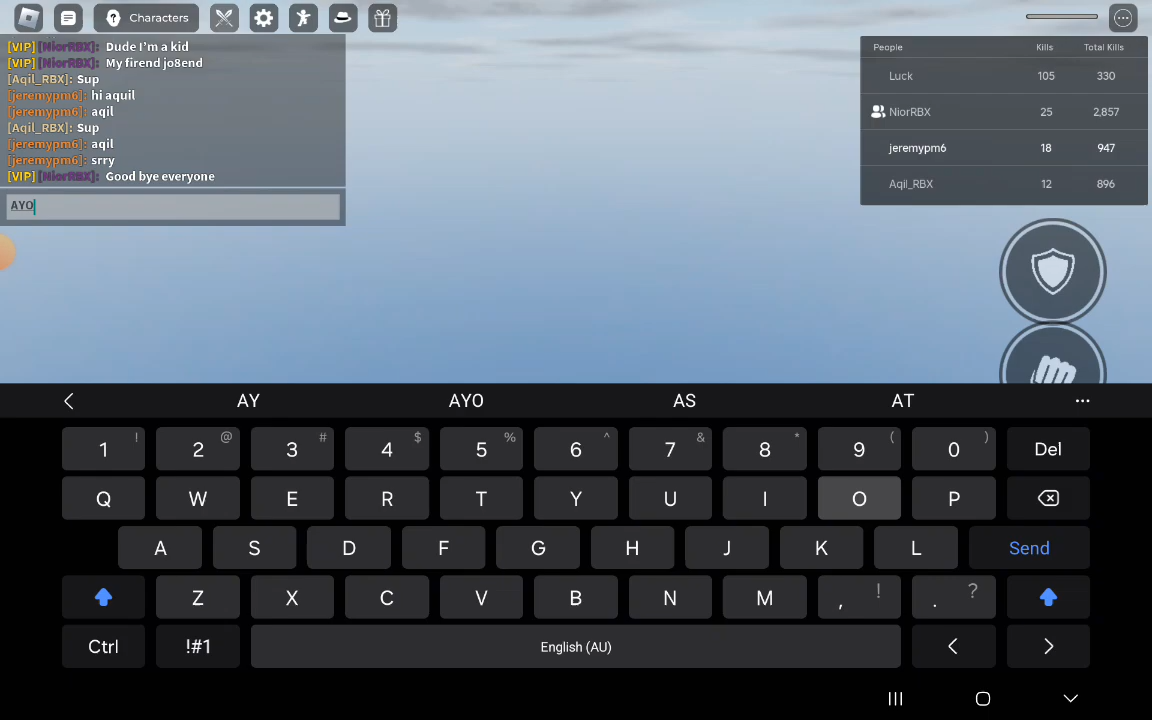 Characters
[VIP] [NiorRBX]: Dude I'm a kid
[VIP] [NiorRBX]: My firend jo8end
[Aqil_RBX]: Sup
[jeremypm6]: hi aquil
[jeremypm6]: aqil
[Aqil_RBX]: Sup
[jeremypm6]: aqil
[jeremypm6]: srry
[VIP] [NiorRBX]: Good bye everyone
AYO
People Kills Total Kills
Luck 105 330
NiorRBX 25 2,857
jeremypm6 18 947
Aqil_RBX 12 896
AY AYO AS AT
1 ! 2 @ 3 # 4 $ 5 % 6 ^ 7 & 8 * 9 ( 0 ) Del
Q W E R T Y U I O P
A S D F G H J K L Send
Z X C V B N M , ! . ?
Ctrl !#1 English (AU)